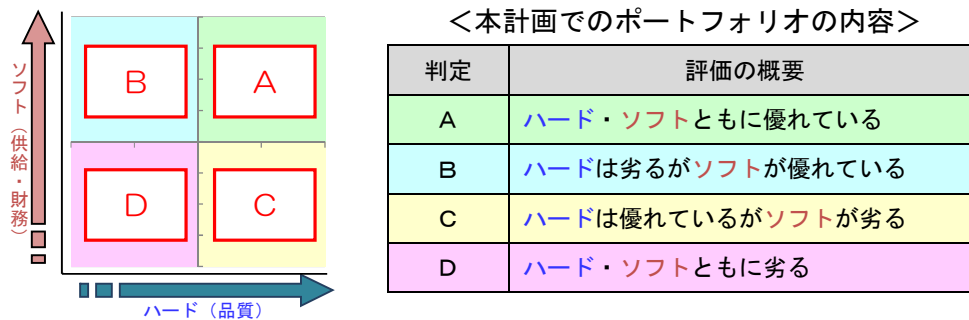 ソフト（供給・財務）
B
A
D
C
ハード（品質）
＜本計画でのポートフォリオの内容＞
判定 評価の概要
A ハード・ソフトともに優れている
B ハードは劣るがソフトが優れている
C ハードは優れているがソフトが劣る
D ハード・ソフトともに劣る